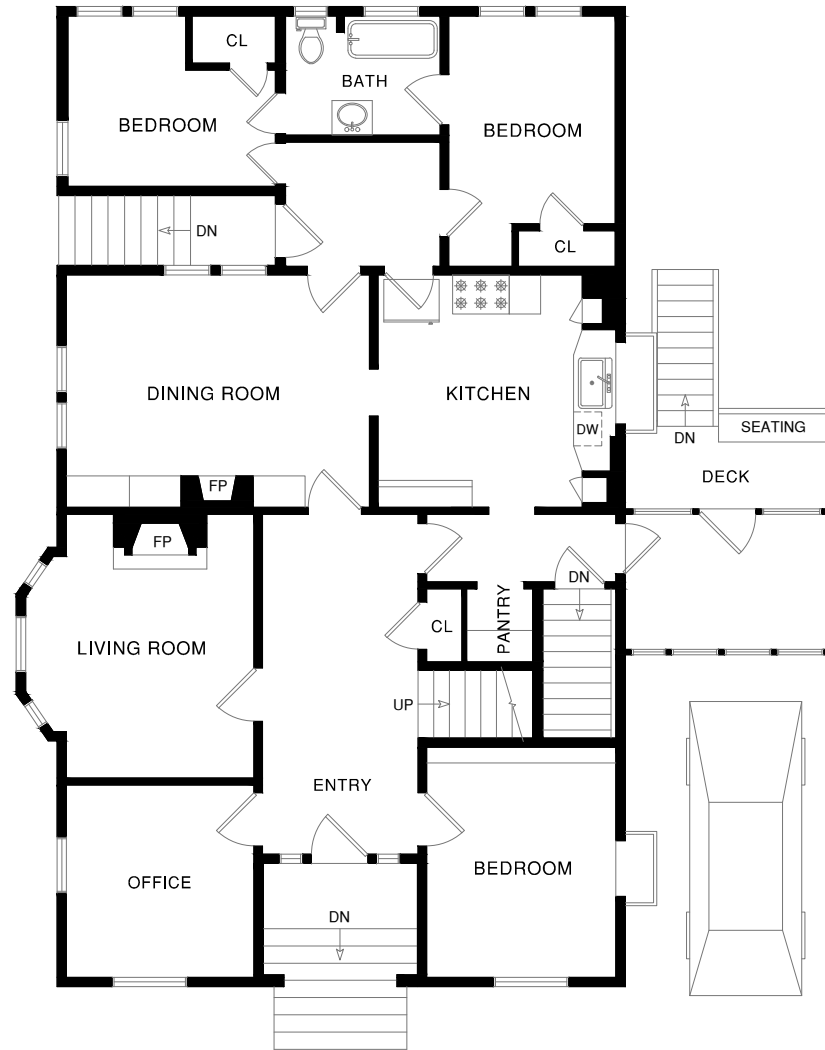 CL
BATH
BEDROOM
BEDROOM
DN
CL
DINING ROOM
KITCHEN
DW
SEATING
DN
DECK
FP
FP
DN
PANTRY
CL
LIVING ROOM
UP
ENTRY
BEDROOM
OFFICE
DN